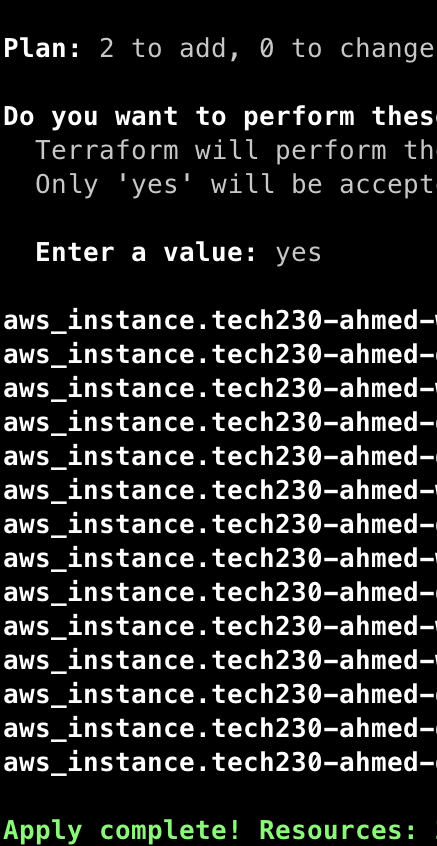 Plan: 2 to add, 0 to change
Do you want to perform thes
Terraform will perform th
Only 'yes' will be accept
Enter a value: yes
aws_instance.tech230-ahmed-
aws_instance.tech230-ahmed-
aws_instance.tech230-ahmed-
aws_instance.tech230-ahmed-
aws_instance.tech230-ahmed-
aws_instance.tech230-ahmed-
aws_instance.tech230-ahmed-
aws_instance.tech230-ahmed-
aws_instance.tech230-ahmed-
aws_instance.tech230-ahmed-
aws_instance.tech230-ahmed-
aws_instance.tech230-ahmed-
aws_instance.tech230-ahmed-
aws_instance.tech230-ahmed-
Apply complete! Resources: